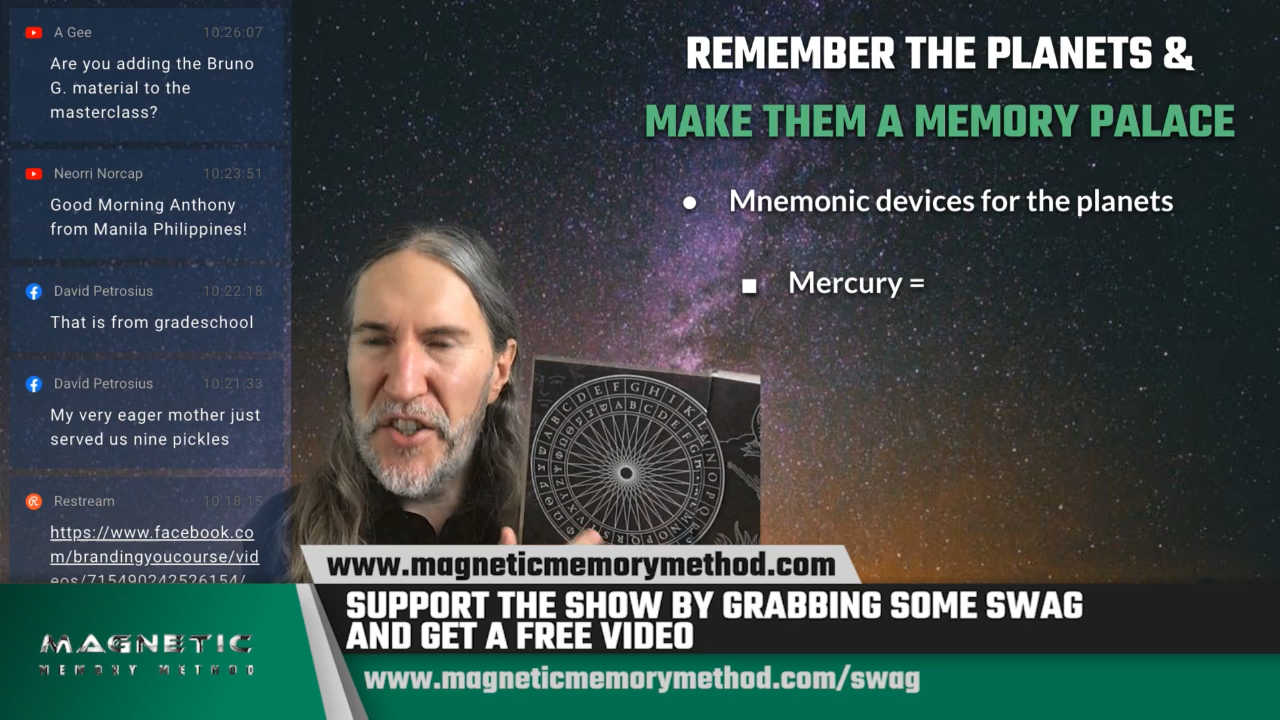 A Gee 10:26:07
Are you adding the Bruno
G. material to the
masterclass?
Neorri Norcap 10:23:51
Good Morning Anthony
from Manila Philippines!
David Petrosius 10:22:18
That is from gradeschool
David Petrosius 10:21:33
My very eager mother just
served us nine pickles
Restream 10:18:15
https://www.facebook.co
m/brandingyoucourse/vid
eos/715490242526154/
REMEMBER THE PLANETS &
MAKE THEM A MEMORY PALACE
● Mnemonic devices for the planets
■ Mercury =
www.magneticmemorymethod.com
SUPPORT THE SHOW BY GRABBING SOME SWAG
AND GET A FREE VIDEO
www.magneticmemorymethod.com/swag
MAGNETIC
MEMORY METHOD